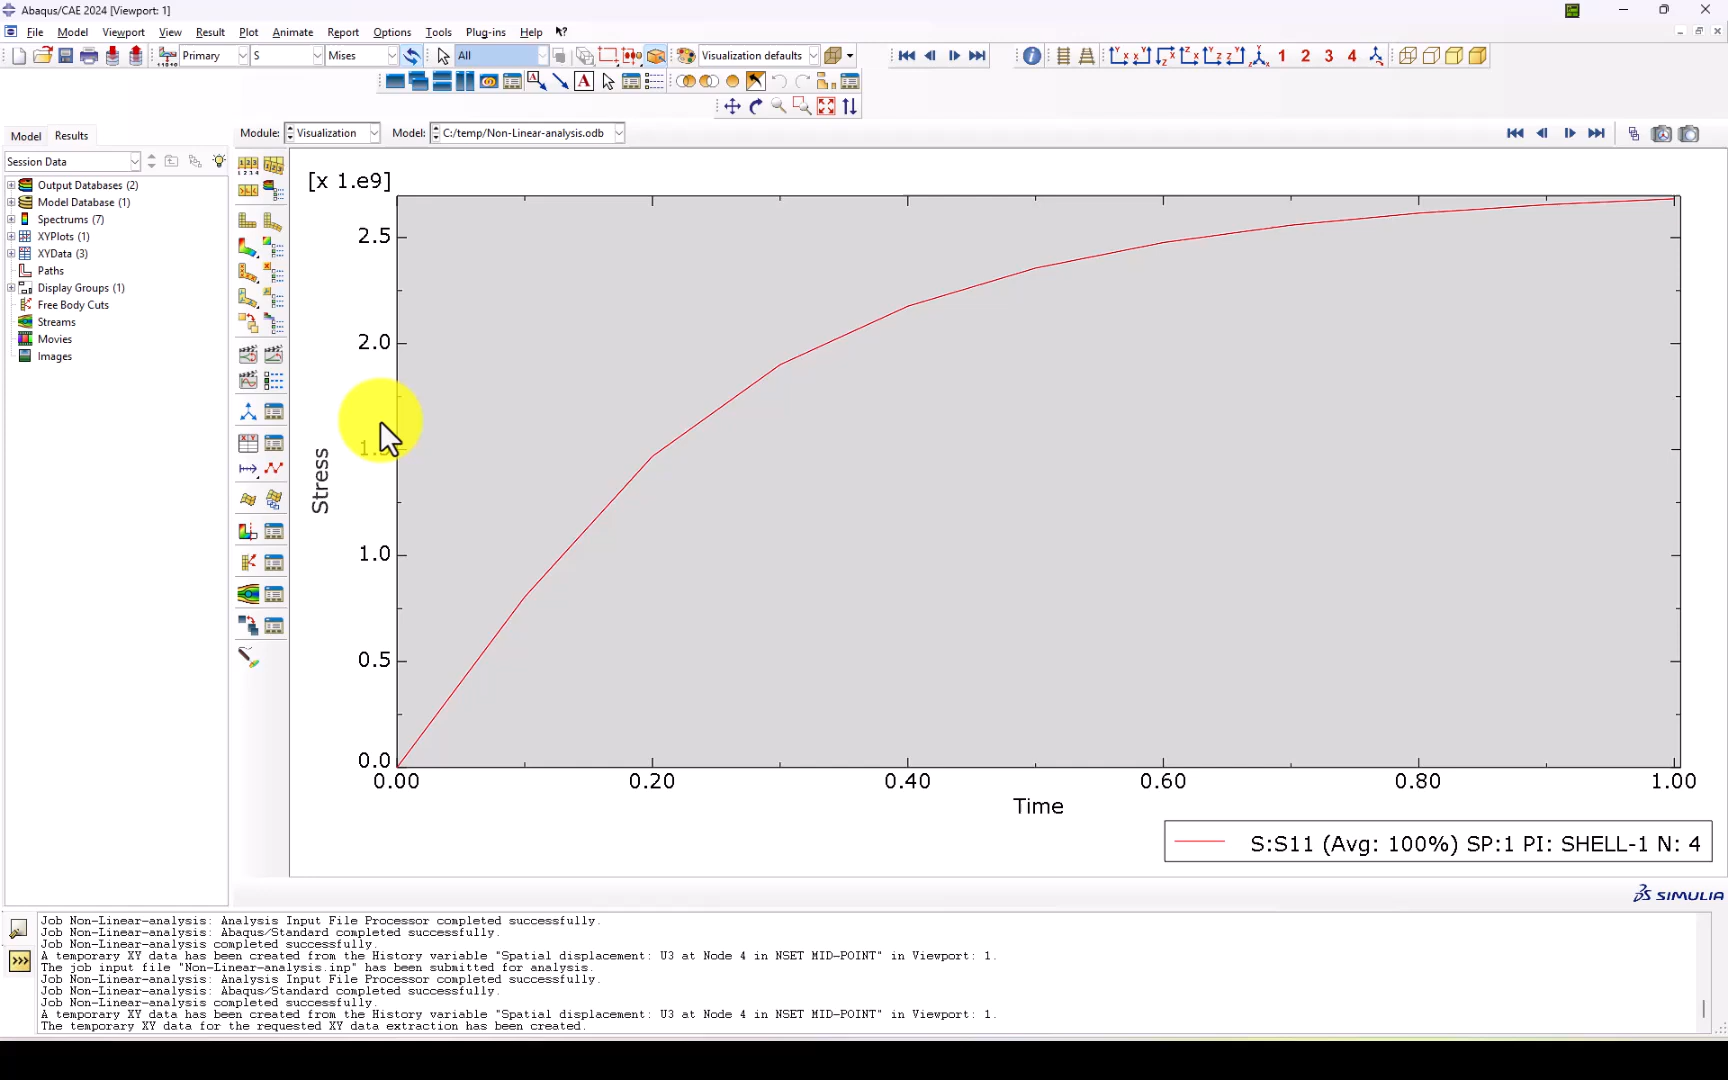 Abaqus/CAE 2024 [Viewport: 1]
File Model Viewport View Result Plot Animate Report Options Tools Plug-ins Help
Primary S Mises All Visualization defaults 1 2 3 4
Model Results
Module: Visualization Model: C:/temp/Non-Linear-analysis.odb
Session Data
Output Databases (2)
Model Database (1)
Spectrums (7)
XYPlots (1)
XYData (3)
Paths
Display Groups (1)
Free Body Cuts
Streams
Movies
Images
[x 1.e9]
2.5
2.0
1.5
1.0
0.5
0.0
Stress
0.00 0.20 0.40 0.60 0.80 1.00
Time
S:S11 (Avg: 100%) SP:1 PI: SHELL-1 N: 4
SIMULIA
Job Non-Linear-analysis: Analysis Input File Processor completed successfully.
Job Non-Linear-analysis: Abaqus/Standard completed successfully.
Job Non-Linear-analysis completed successfully.
A temporary XY data has been created from the History variable "Spatial displacement: U3 at Node 4 in NSET MID-POINT" in Viewport: 1.
The job input file "Non-Linear-analysis.inp" has been submitted for analysis.
Job Non-Linear-analysis: Analysis Input File Processor completed successfully.
Job Non-Linear-analysis: Abaqus/Standard completed successfully.
Job Non-Linear-analysis completed successfully.
A temporary XY data has been created from the History variable "Spatial displacement: U3 at Node 4 in NSET MID-POINT" in Viewport: 1.
The temporary XY data for the requested XY data extraction has been created.